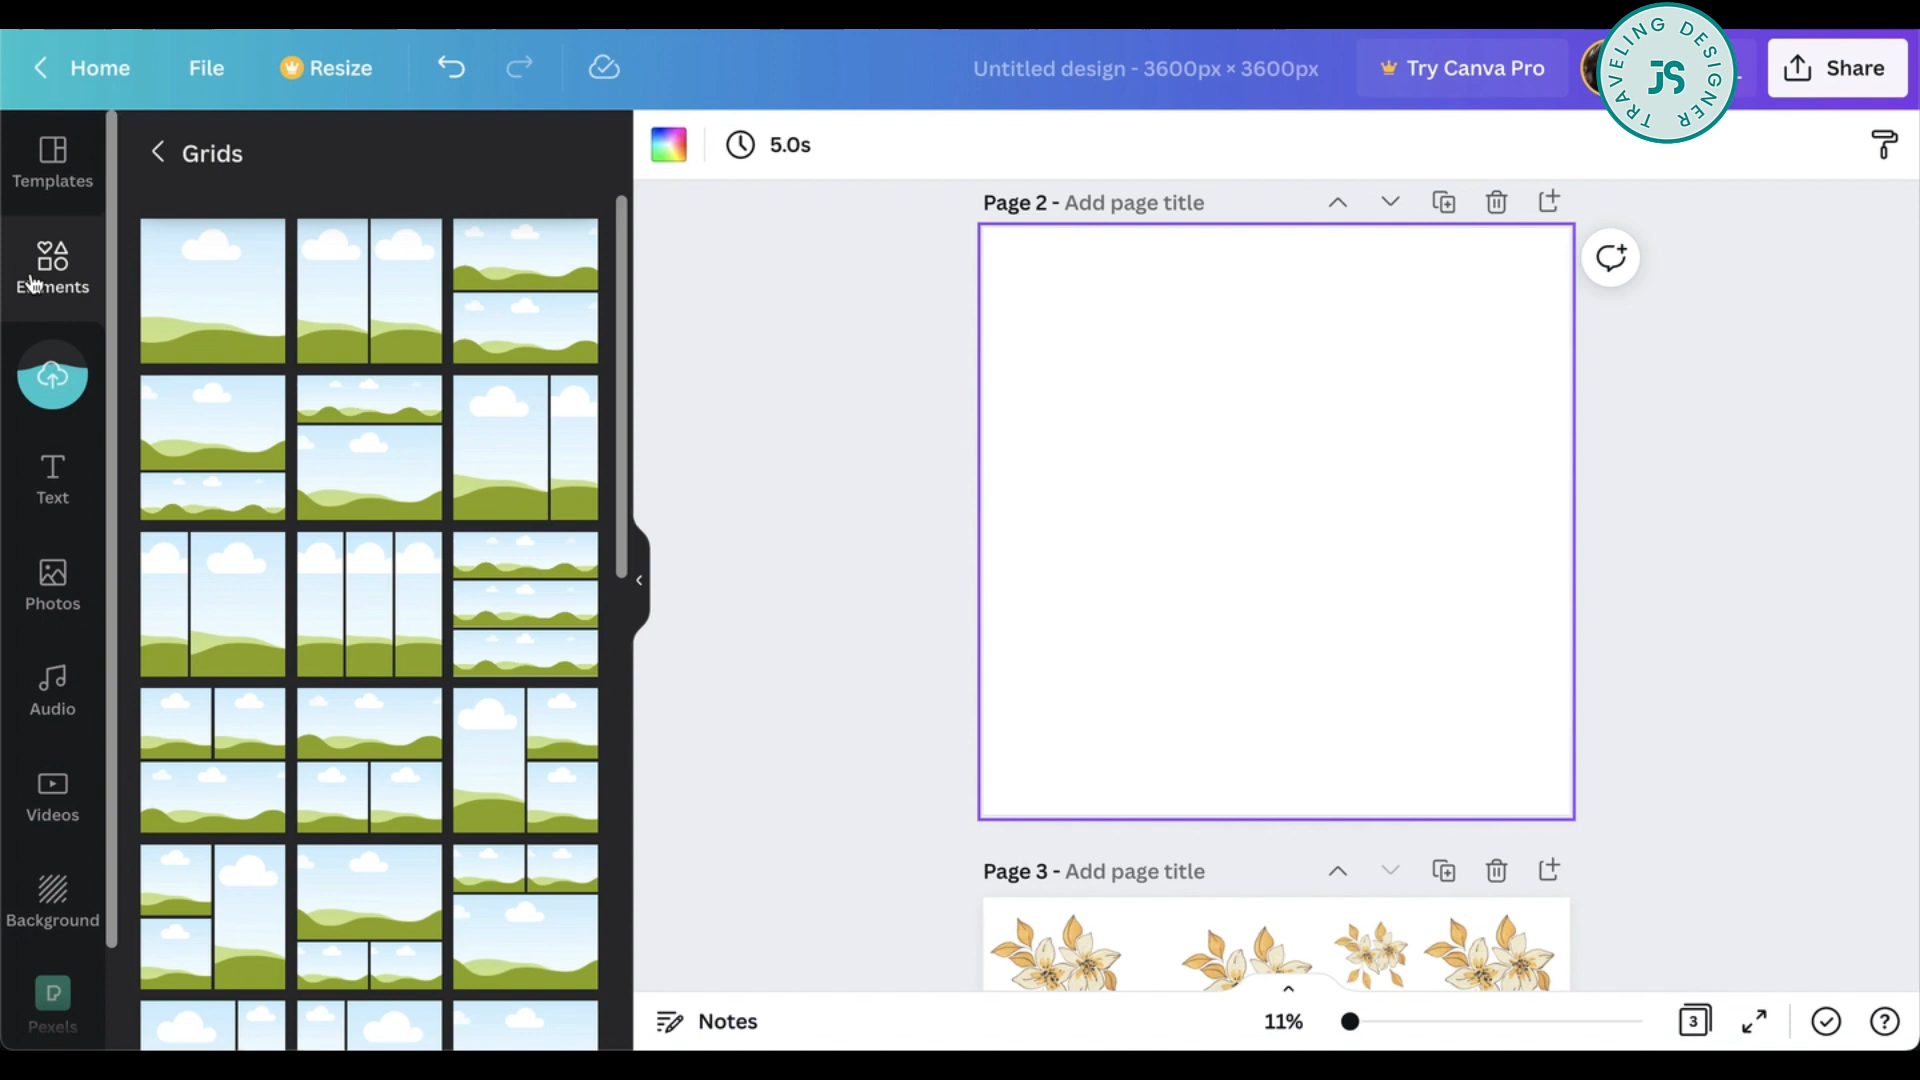 Home
File
Resize
Untitled design - 3600px × 3600px
Try Canva Pro
Share
TRAVELING DESIGNER
JS
Templates
Elements
Text
Photos
Audio
Videos
Background
Pexels
Grids
5.0s
Page 2 - Add page title
Page 3 - Add page title
Notes
11%
3